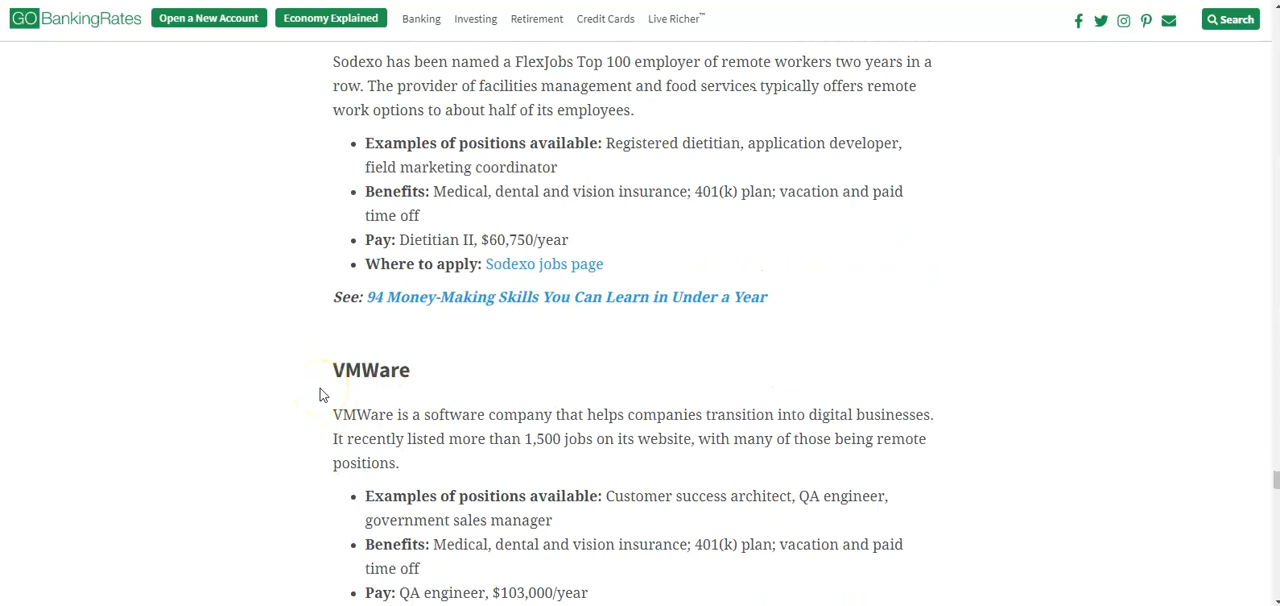 GOBankingRates Open a New Account Economy Explained Banking Investing Retirement Credit Cards Live Richer™ Search
Sodexo has been named a FlexJobs Top 100 employer of remote workers two years in a
row. The provider of facilities management and food services typically offers remote
work options to about half of its employees.
• Examples of positions available: Registered dietitian, application developer,
field marketing coordinator
• Benefits: Medical, dental and vision insurance; 401(k) plan; vacation and paid
time off
• Pay: Dietitian II, $60,750/year
• Where to apply: Sodexo jobs page
See: 94 Money-Making Skills You Can Learn in Under a Year
VMWare
VMWare is a software company that helps companies transition into digital businesses.
It recently listed more than 1,500 jobs on its website, with many of those being remote
positions.
• Examples of positions available: Customer success architect, QA engineer,
government sales manager
• Benefits: Medical, dental and vision insurance; 401(k) plan; vacation and paid
time off
• Pay: QA engineer, $103,000/year